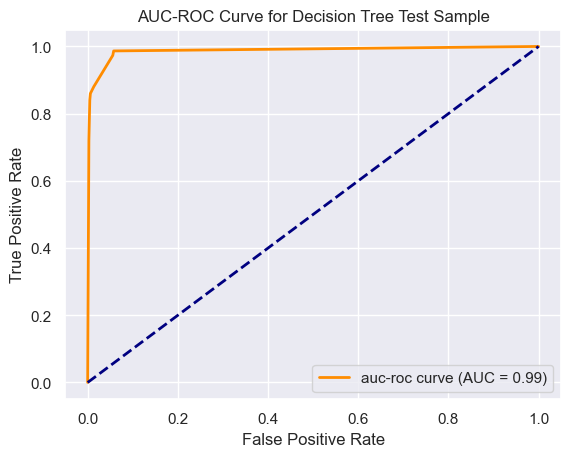 AUC-ROC Curve for Decision Tree Test Sample
1.0
0.8
0.6
0.4
0.2
0.0
True Positive Rate
auc-roc curve (AUC = 0.99)
0.0 0.2 0.4 0.6 0.8 1.0
False Positive Rate